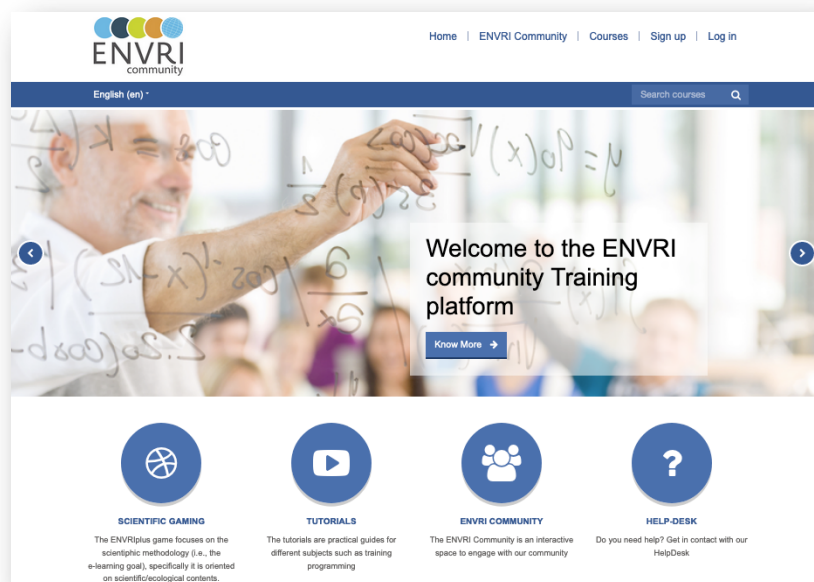 ENVRI
community
Home | ENVRI Community | Courses | Sign up | Log in
English (en)
Search courses
Welcome to the ENVRI
community Training
platform
Know More
SCIENTIFIC GAMING
The ENVRIplus game focuses on the
scientiphic methodology (i.e., the
e-learning goal), specifically it is oriented
on scientific/ecological contents.
TUTORIALS
The tutorials are practical guides for
different subjects such as training
programming
ENVRI COMMUNITY
The ENVRI Community is an interactive
space to engage with our community
?
HELP-DESK
Do you need help? Get in contact with our
HelpDesk